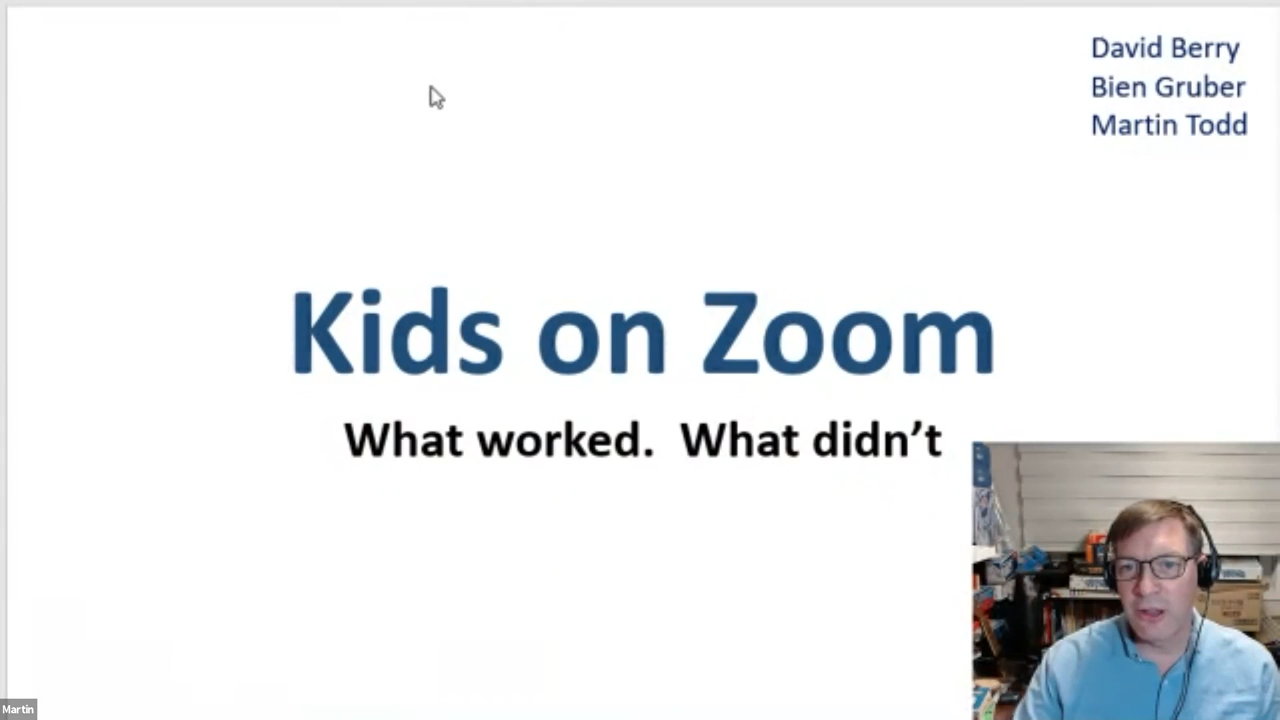 David Berry
Bien Gruber
Martin Todd
Kids on Zoom
What worked.  What didn’t
Martin